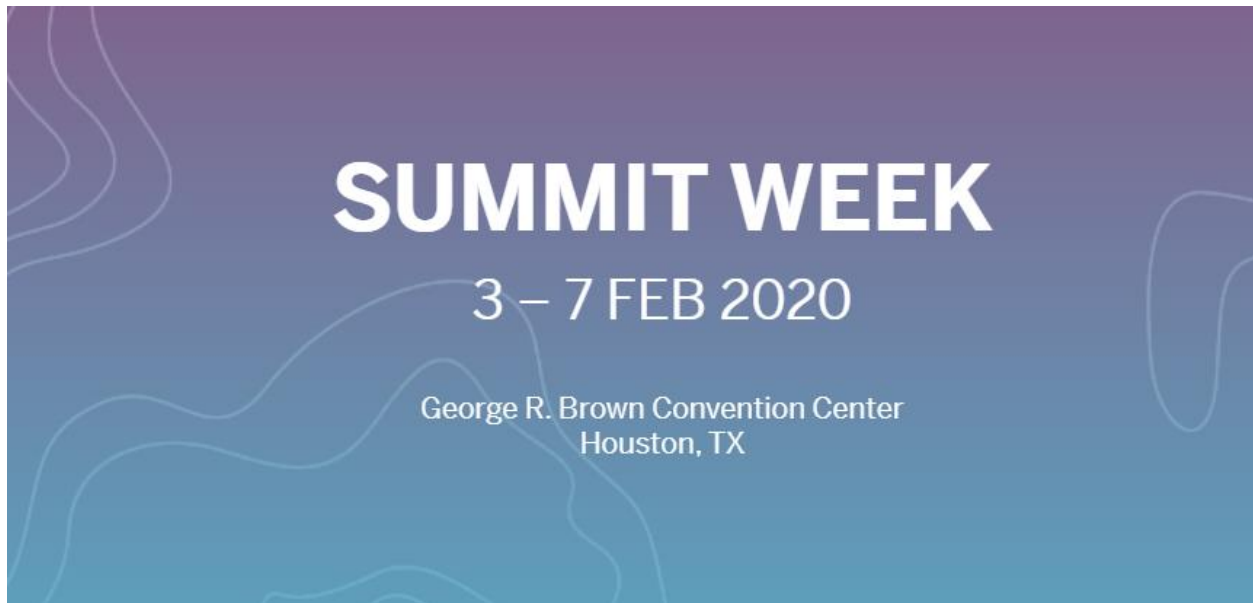 SUMMIT WEEK
3 – 7 FEB 2020
George R. Brown Convention Center
Houston, TX